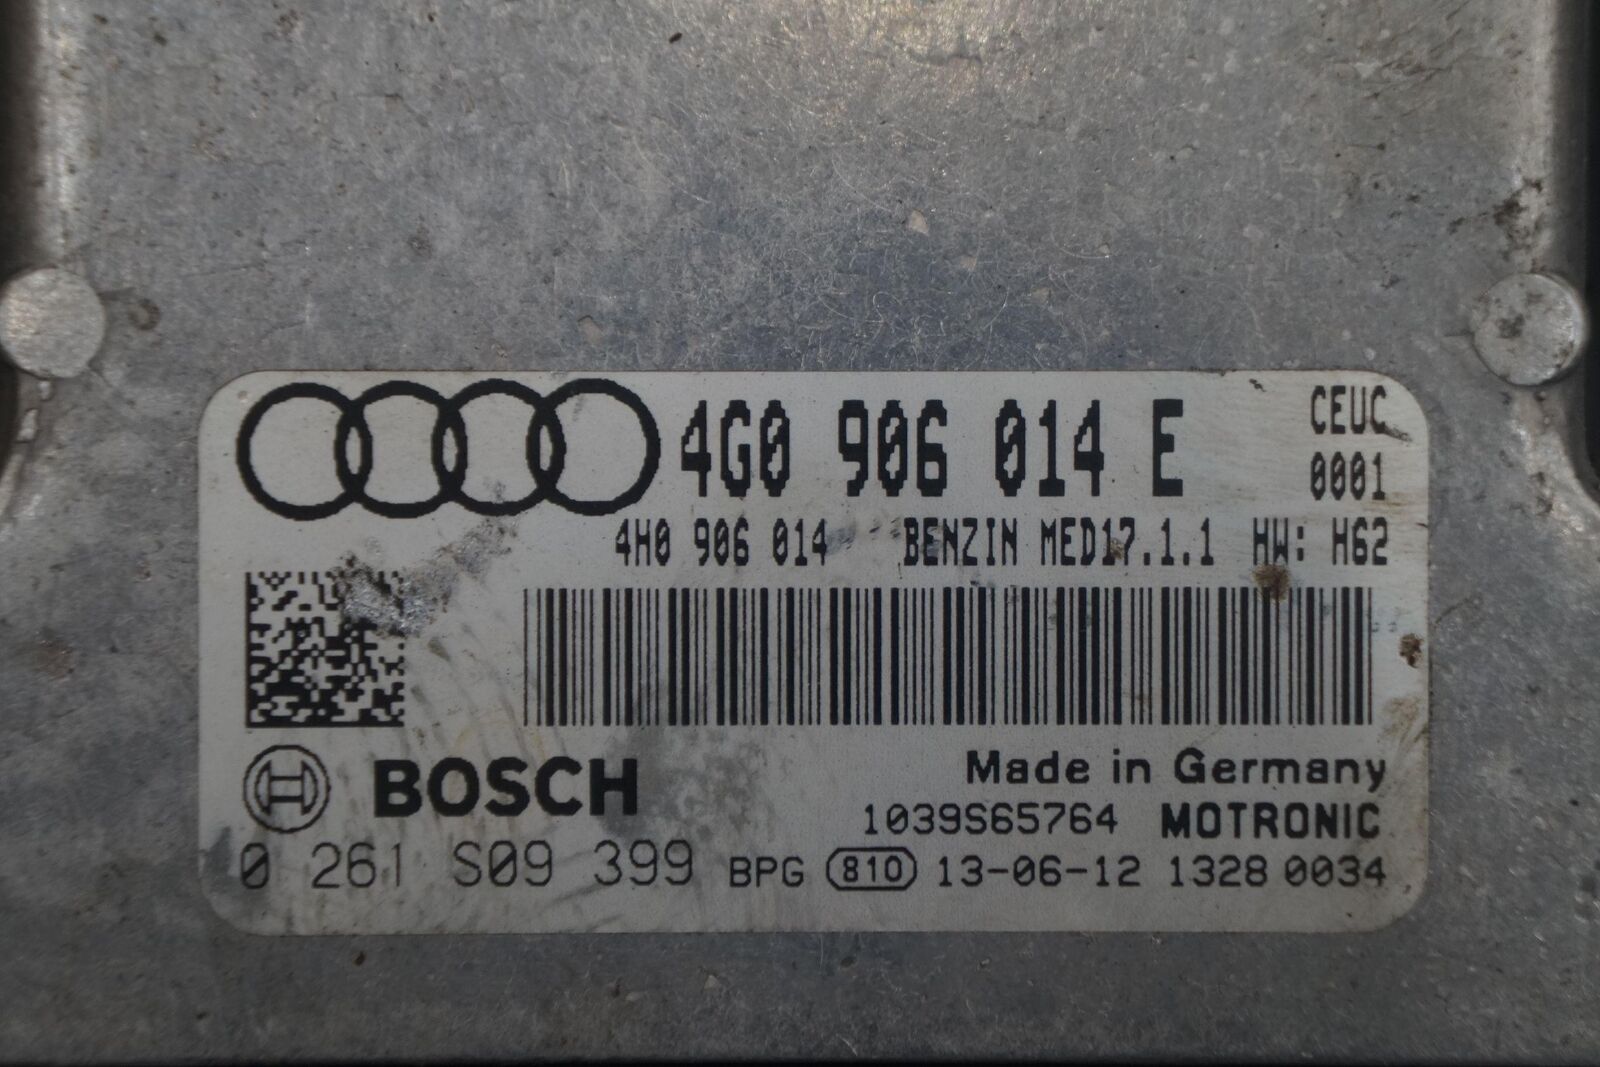 4G0 906 014 E
CEUC
0001
4H0 906 014 BENZIN MED17.1.1 HW: H62
BOSCH
Made in Germany
1039S65764 MOTRONIC
0 261 S09 399 BPG 810 13-06-12 1328 0034